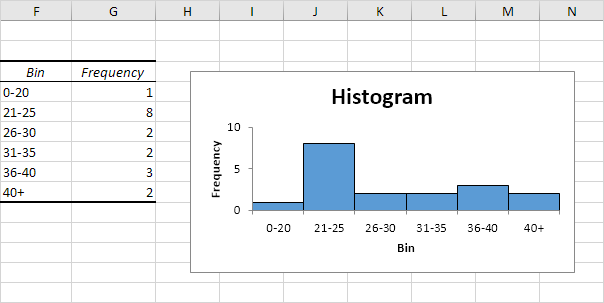 F G H I J K L M N
Bin Frequency
0-20 1
21-25 8
26-30 2
31-35 2
36-40 3
40+ 2
Histogram
Frequency
10
5
0
0-20 21-25 26-30 31-35 36-40 40+
Bin